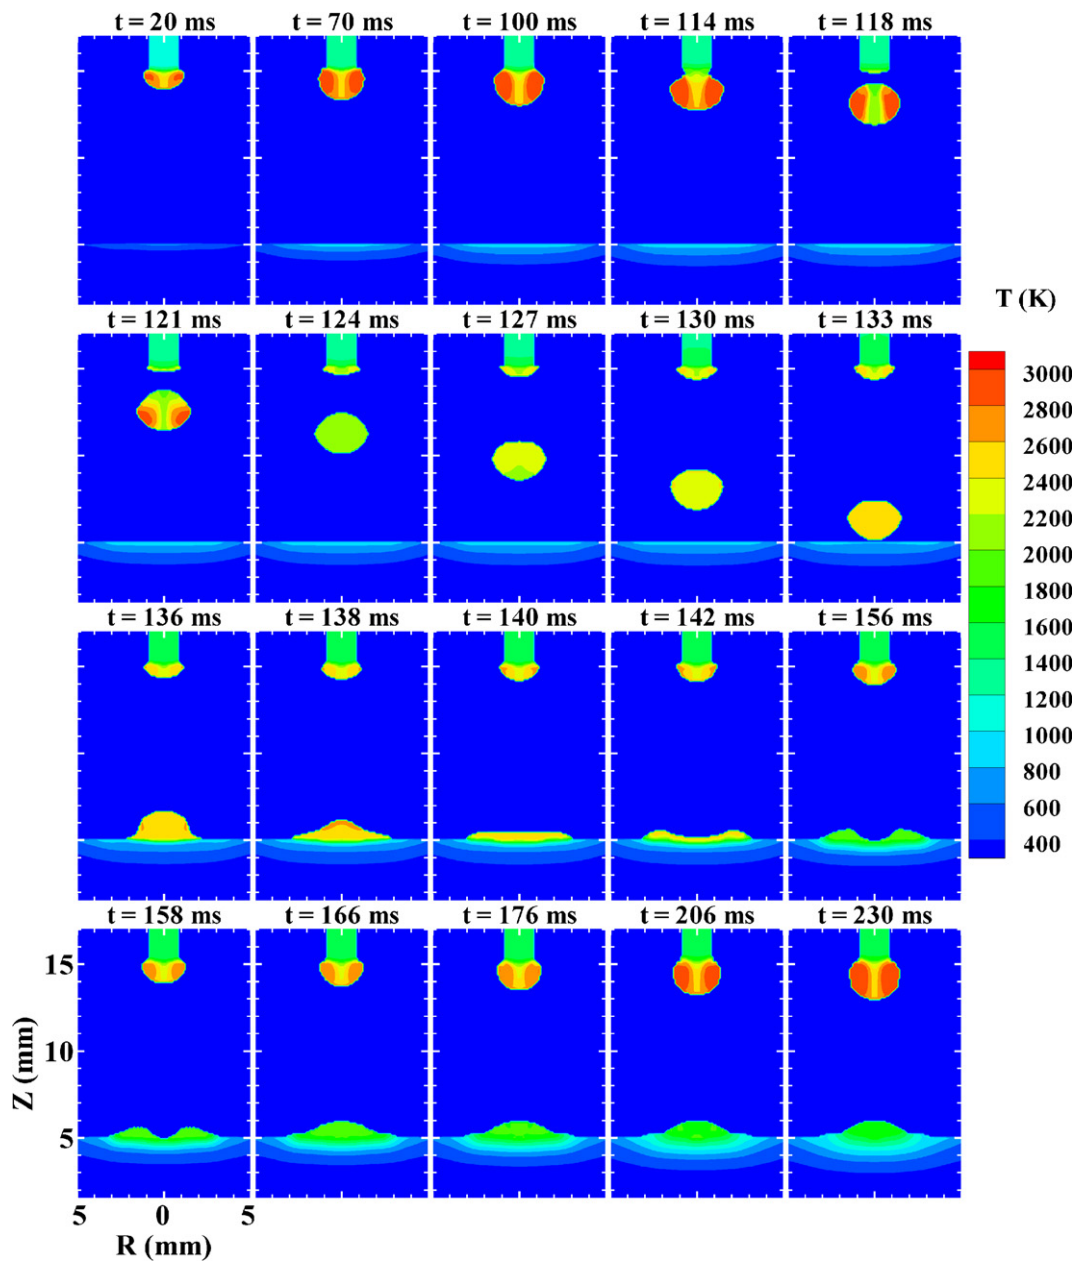 t = 20 ms t = 70 ms t = 100 ms t = 114 ms t = 118 ms
T (K)
t = 121 ms t = 124 ms t = 127 ms t = 130 ms t = 133 ms
3000
2800
2600
2400
2200
2000
1800
1600
1400
1200
1000
800
600
400
t = 136 ms t = 138 ms t = 140 ms t = 142 ms t = 156 ms
t = 158 ms t = 166 ms t = 176 ms t = 206 ms t = 230 ms
15
10
5
Z (mm)
5 0 5
R (mm)